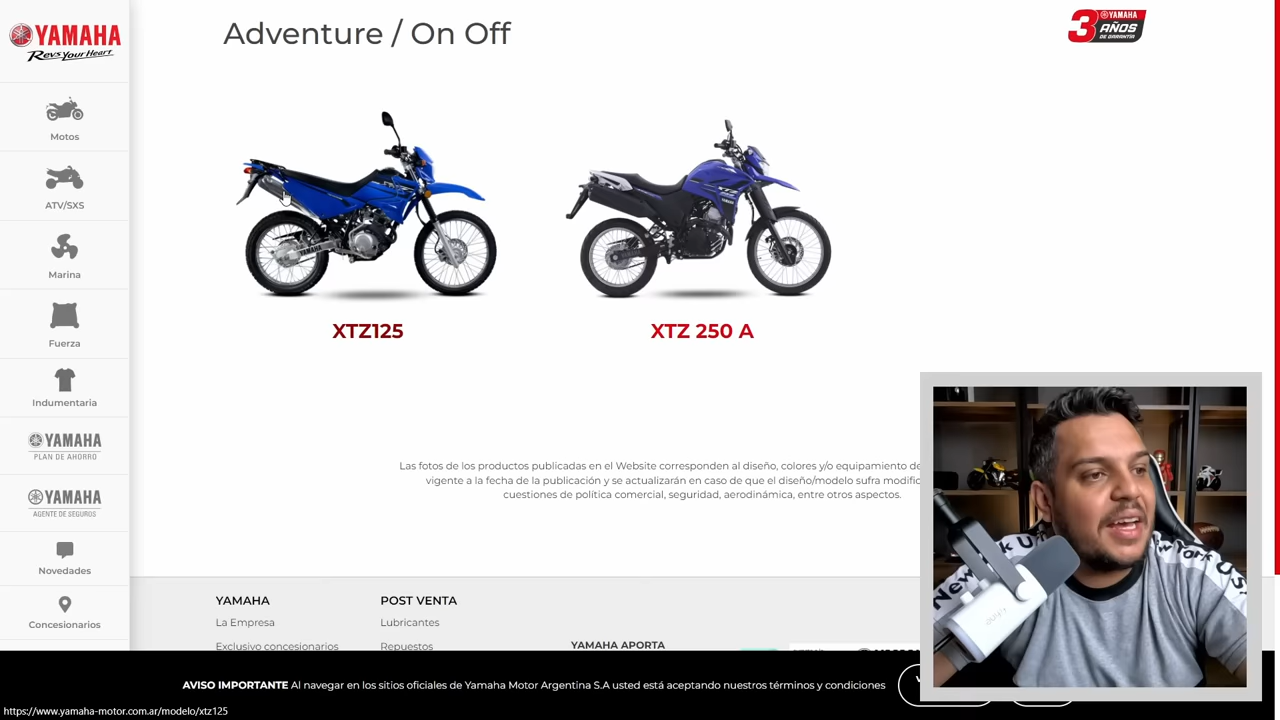 YAMAHA
Revs Your Heart
Motos
ATV/SXS
Marina
Fuerza
Indumentaria
YAMAHA
PLAN DE AHORRO
YAMAHA
AGENTE DE SEGUROS
Novedades
Concesionarios
Adventure / On Off
3 YAMAHA
AÑOS
DE GARANTÍA
YAMAHA
XTZ125
XTZ 250 A
Las fotos de los productos publicadas en el Website corresponden al diseño, colores y/o equipamiento de
vigente a la fecha de la publicación y se actualizarán en caso de que el diseño/modelo sufra
cuestiones de política comercial, seguridad, aerodinámica, entre otros aspectos.
YAMAHA
La Empresa
Exclusivo concesionarios
POST VENTA
Lubricantes
Repuestos
YAMAHA APORTA
AVISO IMPORTANTE Al navegar en los sitios oficiales de Yamaha Motor Argentina S.A usted está aceptando nuestros términos y condiciones
https://www.yamaha-motor.com.ar/modelo/xtz125